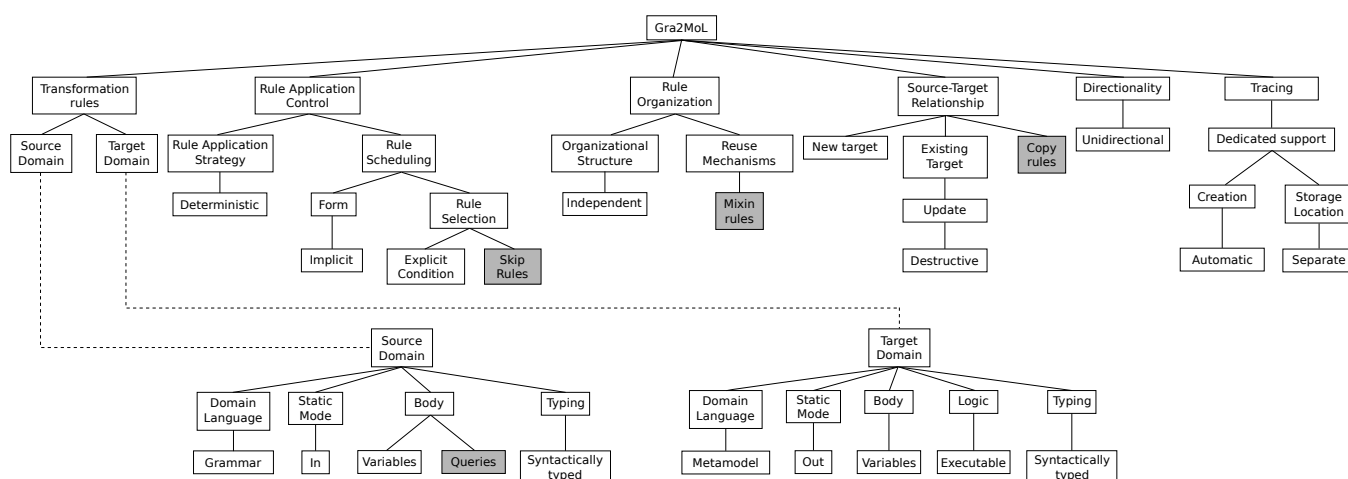 Gra2MoL
Transformation
rules
Rule Application
Control
Rule
Organization
Source-Target
Relationship
Directionality
Tracing
Source
Domain
Target
Domain
Rule Application
Strategy
Rule
Scheduling
Organizational
Structure
Reuse
Mechanisms
New target
Existing
Target
Copy
rules
Unidirectional
Dedicated support
Deterministic
Form
Rule
Selection
Independent
Mixin
rules
Update
Creation
Storage
Location
Implicit
Explicit
Condition
Skip
Rules
Destructive
Automatic
Separate
Source
Domain
Target
Domain
Domain
Language
Static
Mode
Body
Typing
Domain
Language
Static
Mode
Body
Logic
Typing
Grammar
In
Variables
Queries
Syntactically
typed
Metamodel
Out
Variables
Executable
Syntactically
typed